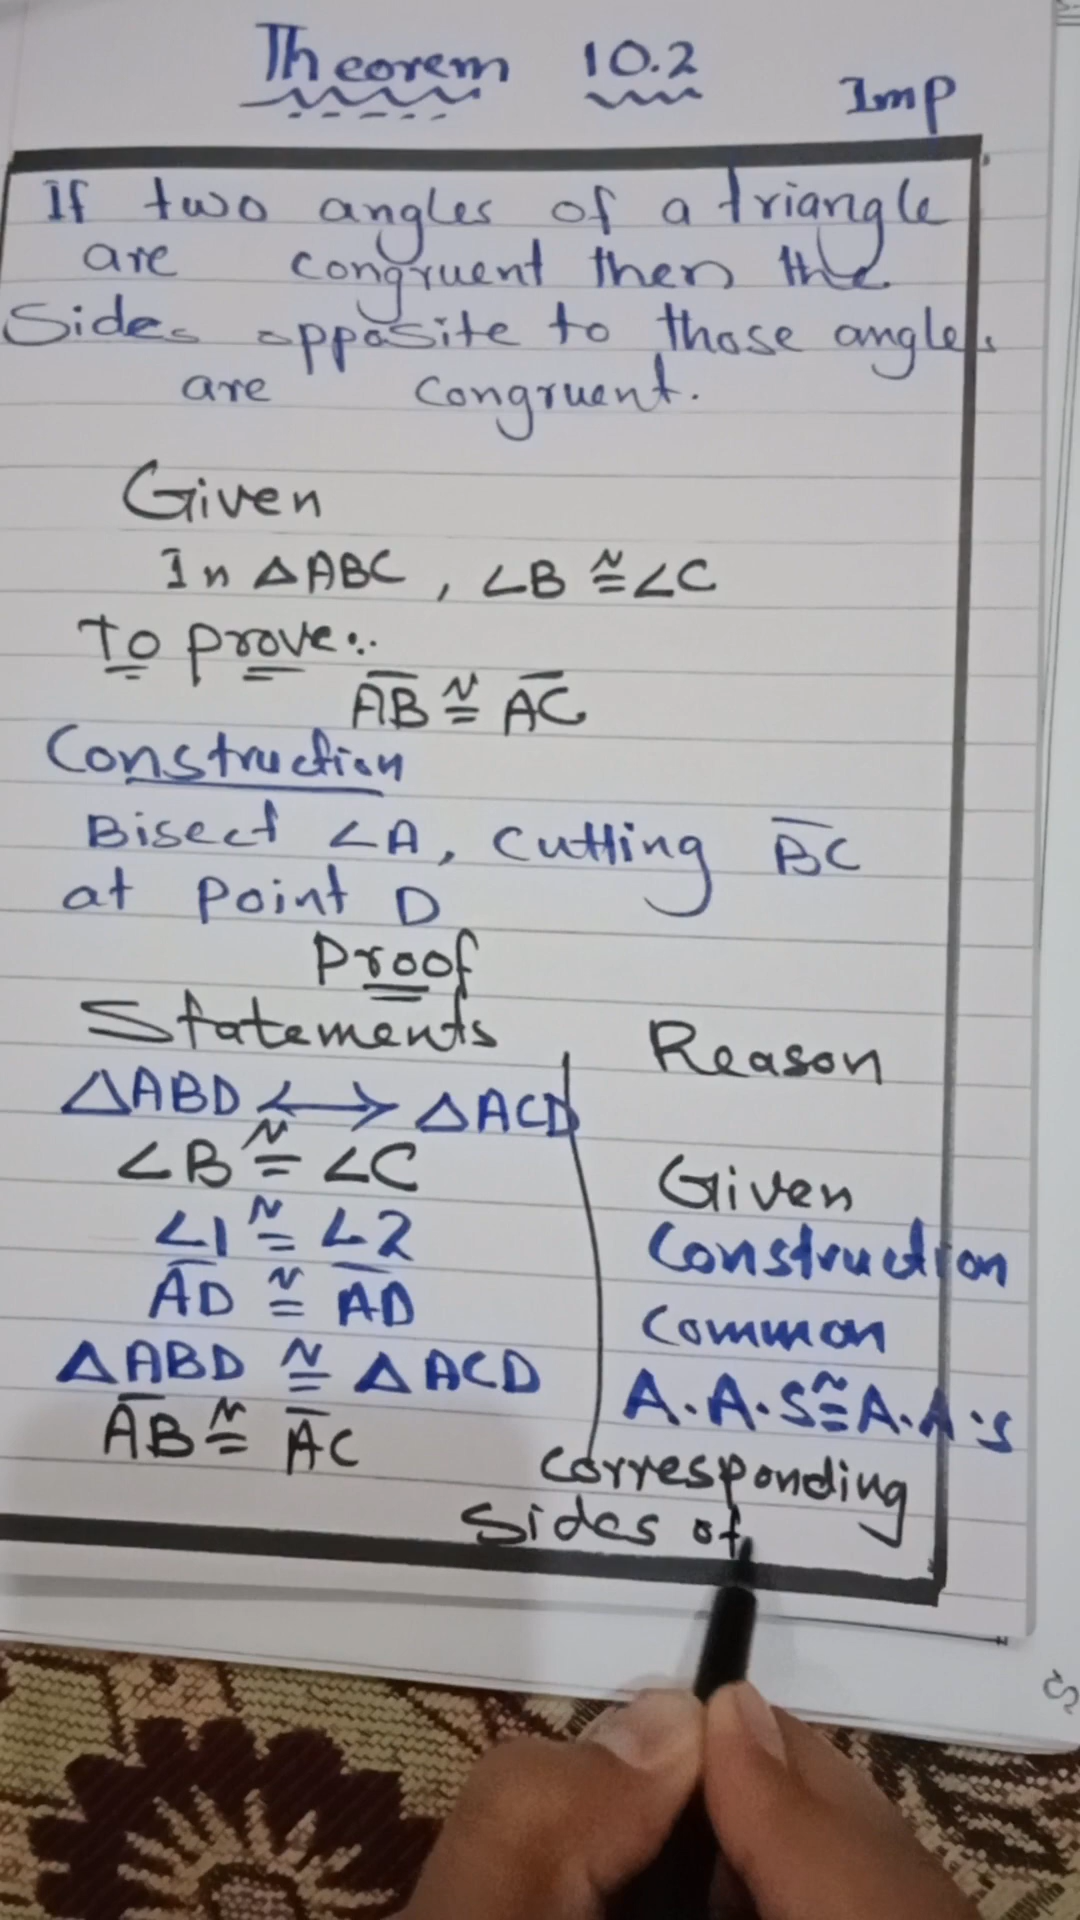 Theorem 10.2
Imp
If two angles of a triangle
are congruent then the
Sides opposite to those angles
are congruent.
Given
In △ABC, ∠B ≅ ∠C
To prove:.
AB ≅ AC
Construction
Bisect ∠A, cutting BC
at Point D
Proof
Statements Reason
△ABD ↔ △ACD
∠B ≅ ∠C Given
∠1 ≅ ∠2 Construction
AD ≅ AD Common
△ABD ≅ △ACD A.A.S ≅ A.A.S
AB ≅ AC Corresponding
Sides of